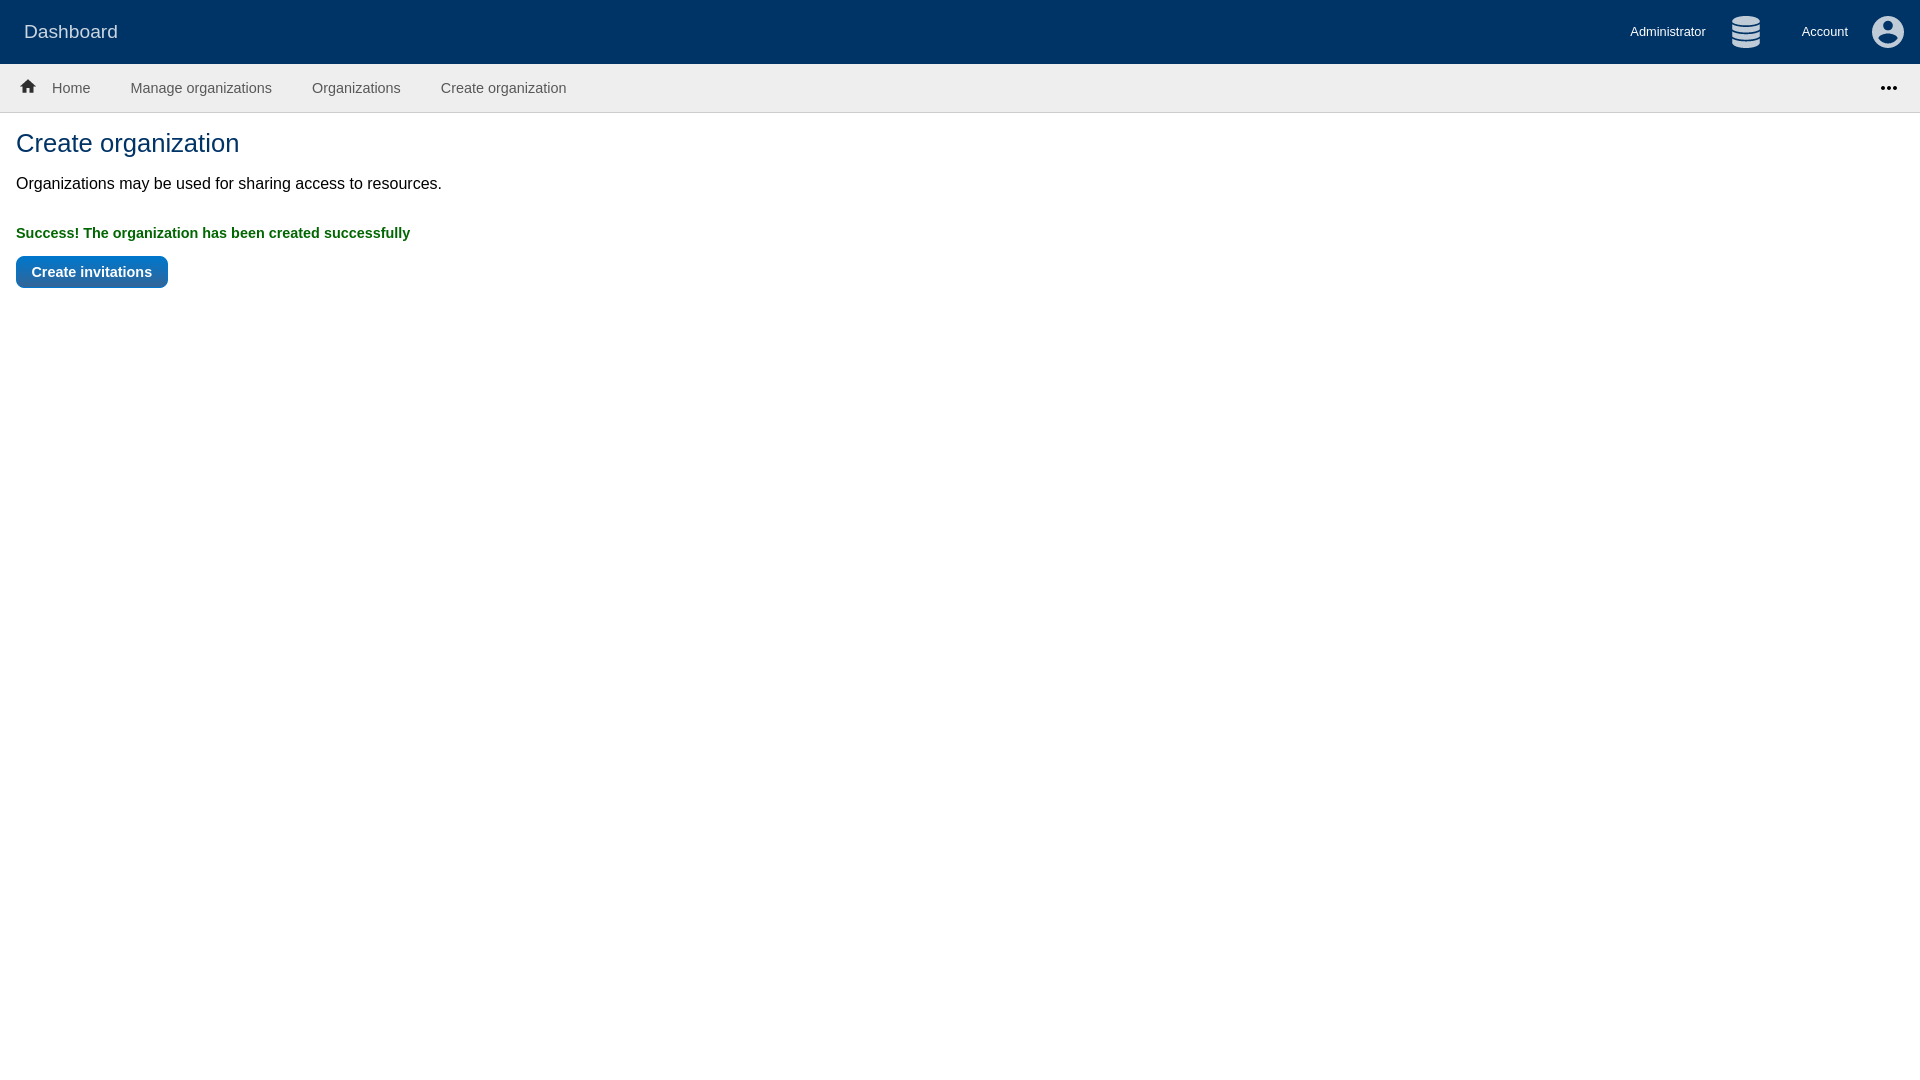 Dashboard
Administrator
Account
Home
Manage organizations
Organizations
Create organization
Create organization
Organizations may be used for sharing access to resources.
Success! The organization has been created successfully
Create invitations